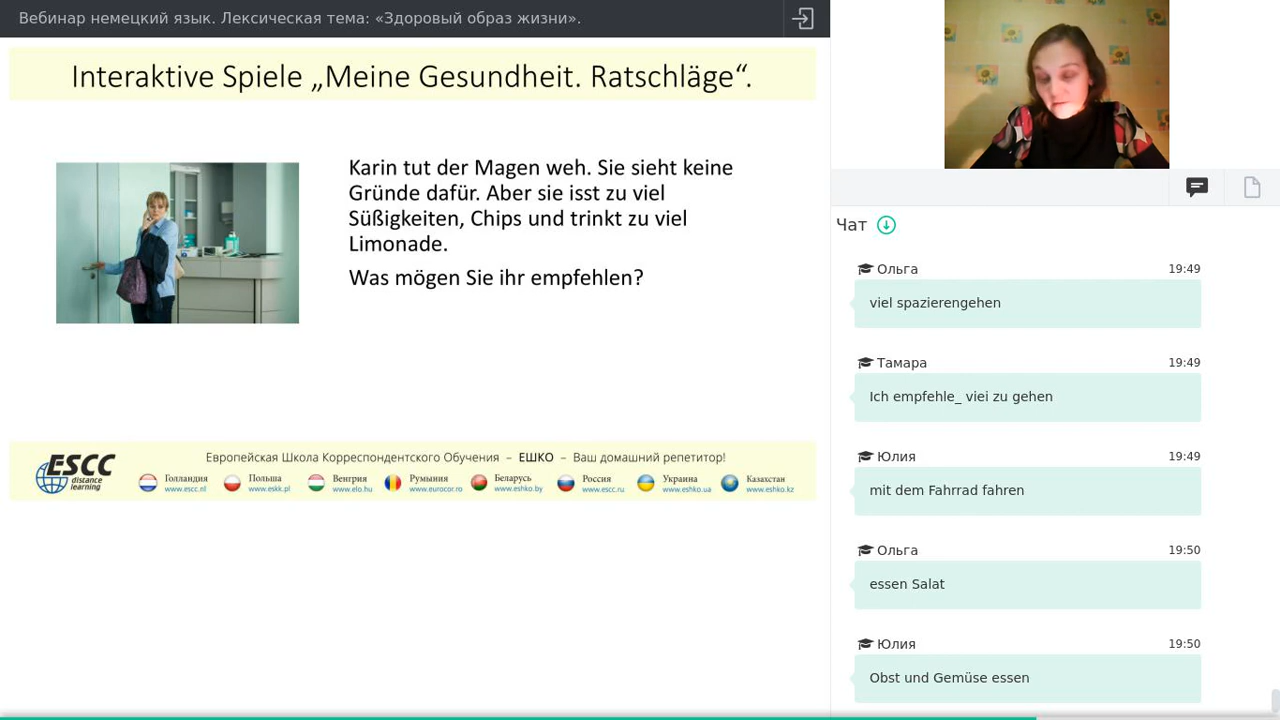 Вебинар немецкий язык. Лексическая тема: «Здоровый образ жизни».
Interaktive Spiele „Meine Gesundheit. Ratschläge“.
Karin tut der Magen weh. Sie sieht keine
Gründe dafür. Aber sie isst zu viel
Süßigkeiten, Chips und trinkt zu viel
Limonade.
Was mögen Sie ihr empfehlen?
ESCC
distance
learning
Европейская Школа Корреспондентского Обучения – ЕШКО – Ваш домашний репетитор!
Голландия
www.escc.nl
Польша
www.eskk.pl
Венгрия
www.elo.hu
Румыния
www.eurocor.ro
Беларусь
www.eshko.by
Россия
www.escc.ru
Украина
www.eshko.ua
Казахстан
www.eshko.kz
Чат
Ольга 19:49
viel spazierengehen
Тамара 19:49
Ich empfehle_ viei zu gehen
Юлия 19:49
mit dem Fahrrad fahren
Ольга 19:50
essen Salat
Юлия 19:50
Obst und Gemüse essen